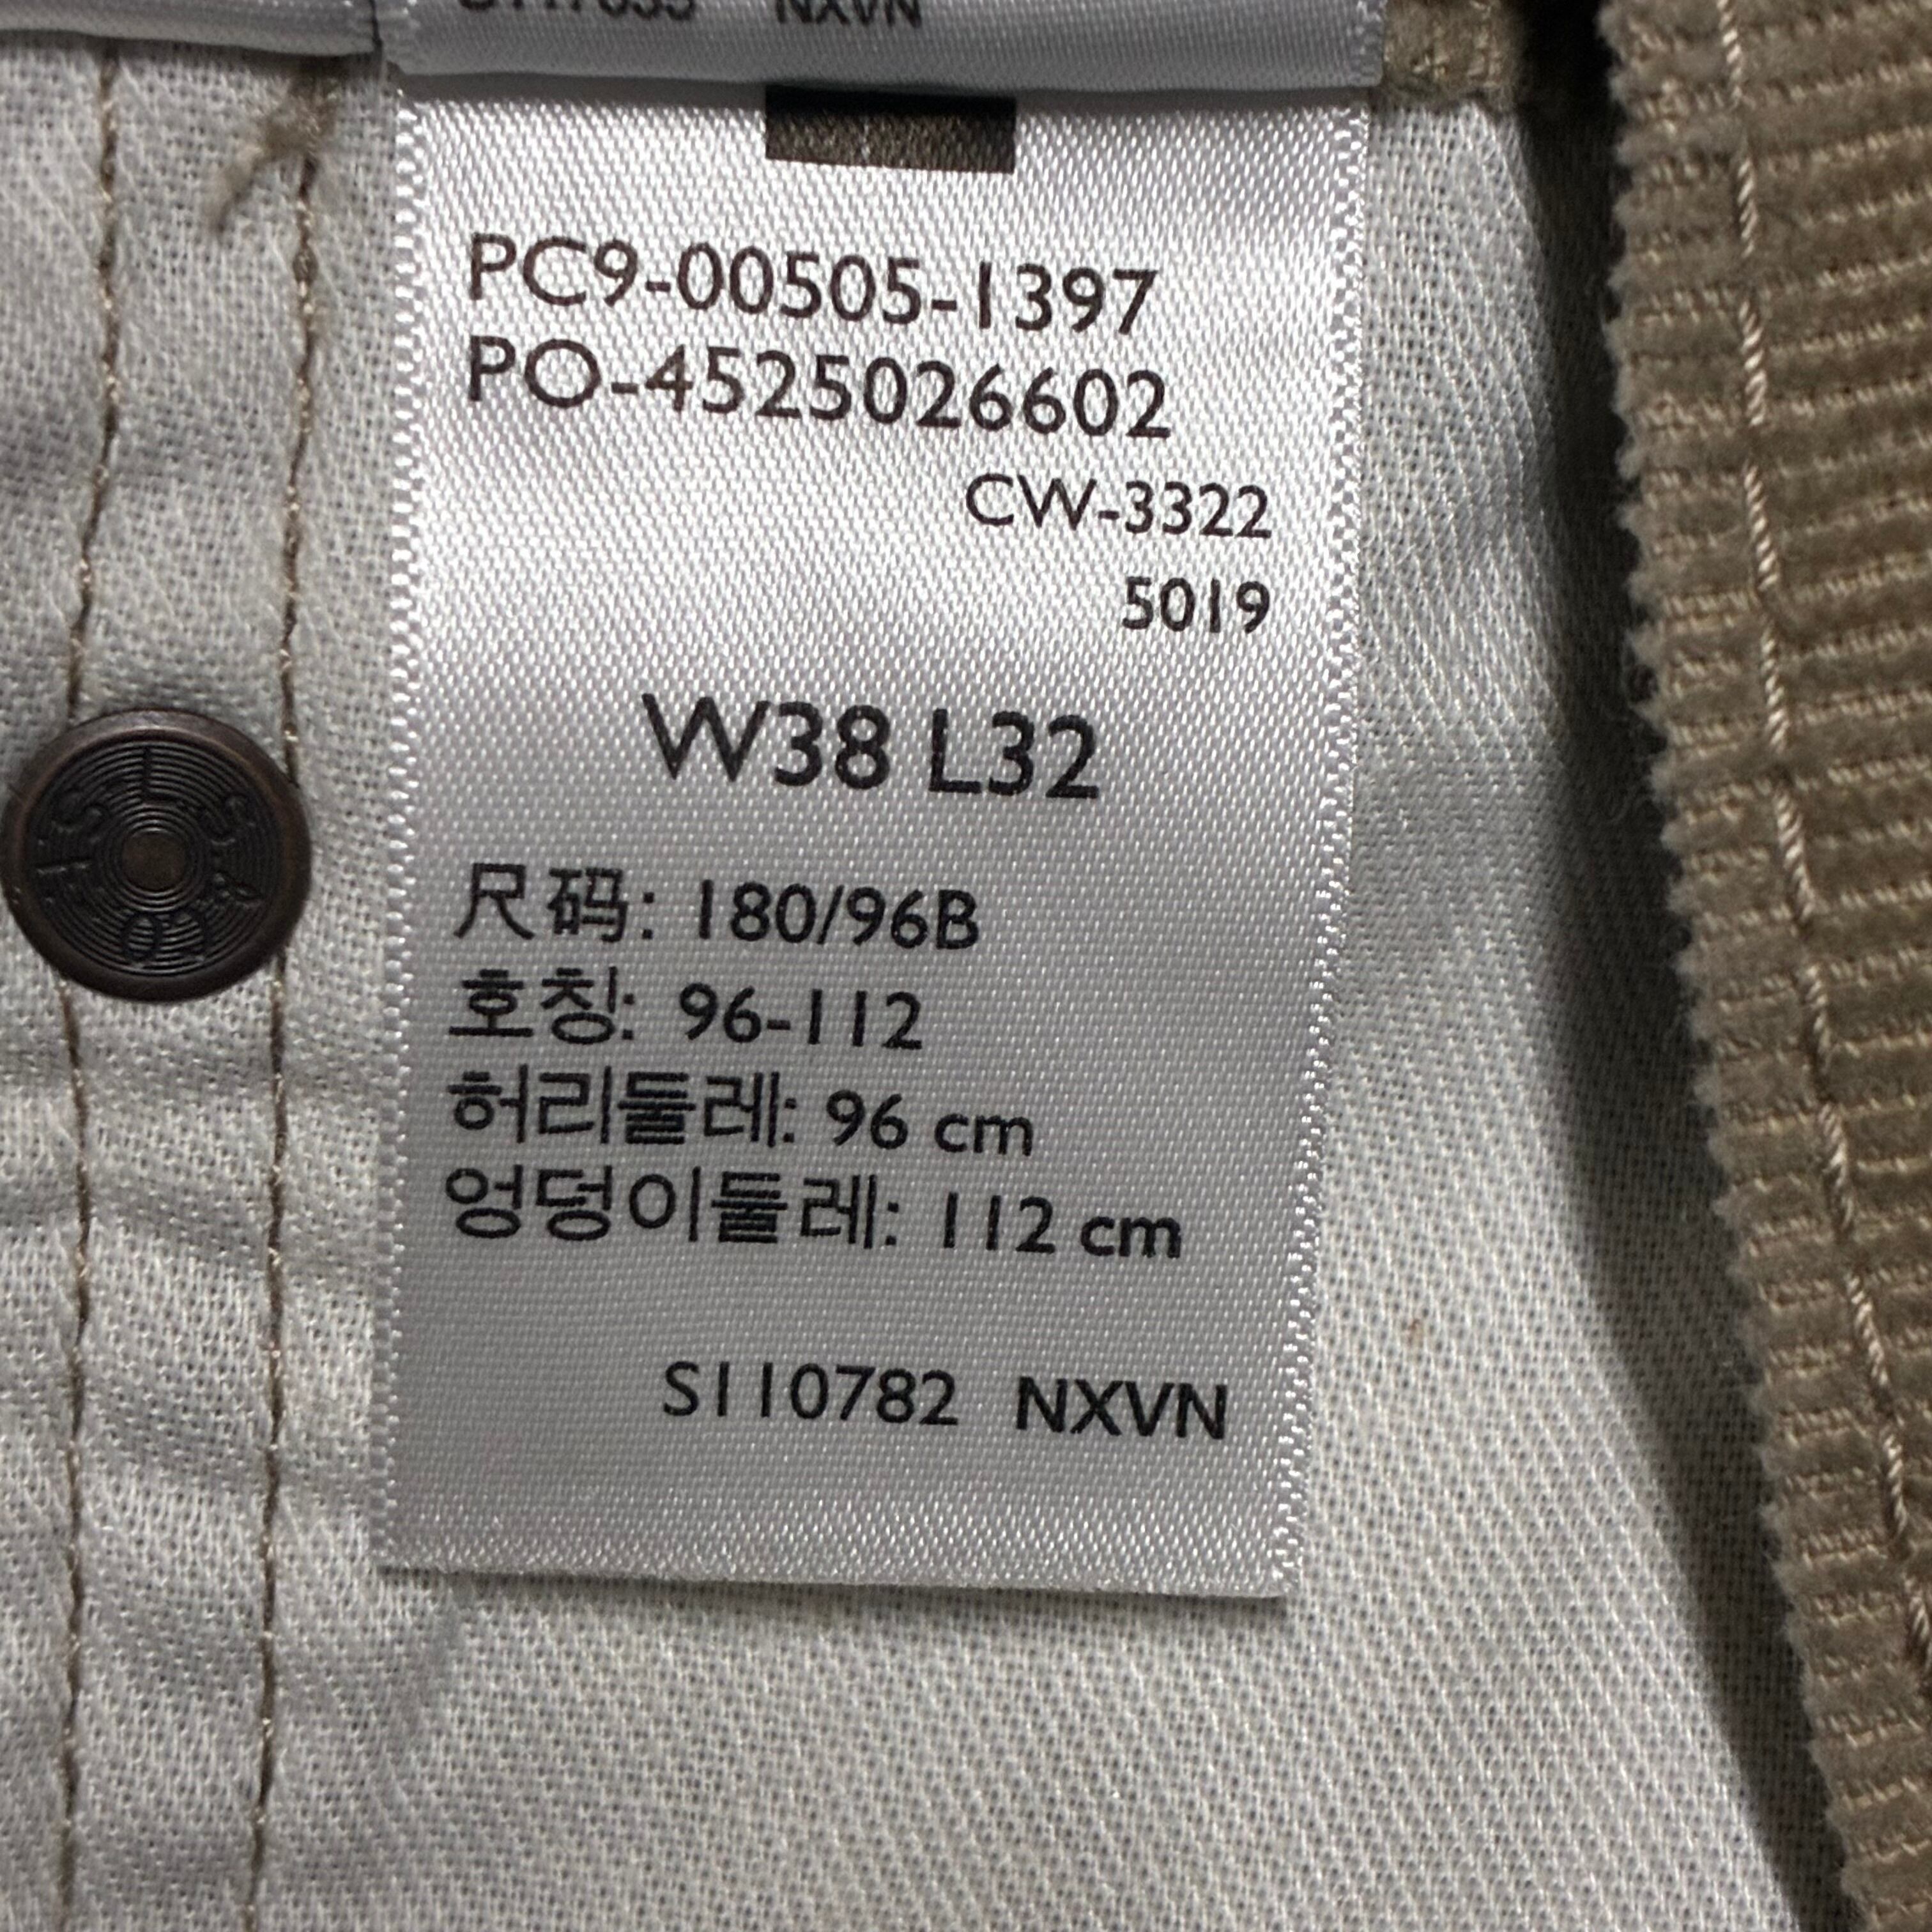 NXVN
PC9-00505-1397
PO-4525026602
CW-3322
5019
W38 L32
尺码: 180/96B
호칭: 96-112
허리둘레: 96 cm
엉덩이둘레: 112 cm
S110782 NXVN